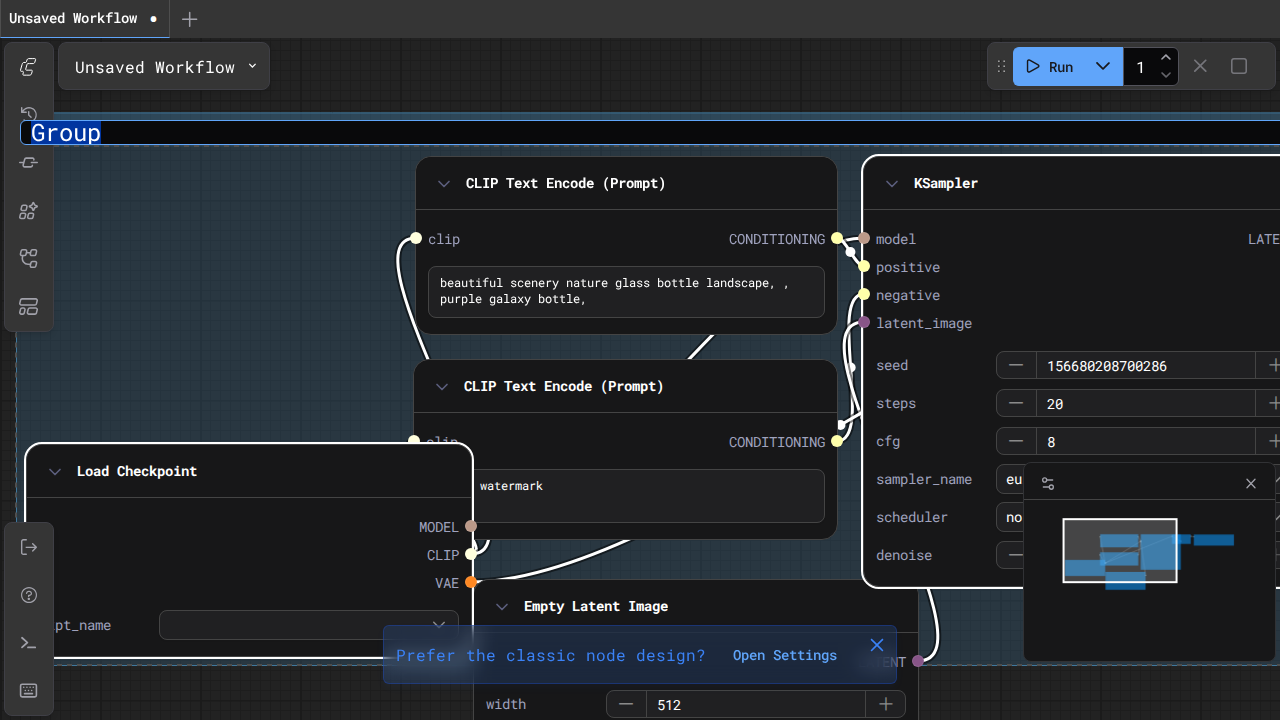 Unsaved Workflow
Unsaved Workflow
Run
1
Group
CLIP Text Encode (Prompt)
clip
CONDITIONING
beautiful scenery nature glass bottle landscape, ,
purple galaxy bottle,
KSampler
model
LATE
positive
negative
latent_image
seed
156680208700286
steps
20
cfg
8
sampler_name
eu
scheduler
no
denoise
CLIP Text Encode (Prompt)
clip
CONDITIONING
watermark
Load Checkpoint
MODEL
CLIP
VAE
pt_name
Empty Latent Image
ENT
width
512
Prefer the classic node design?
Open Settings